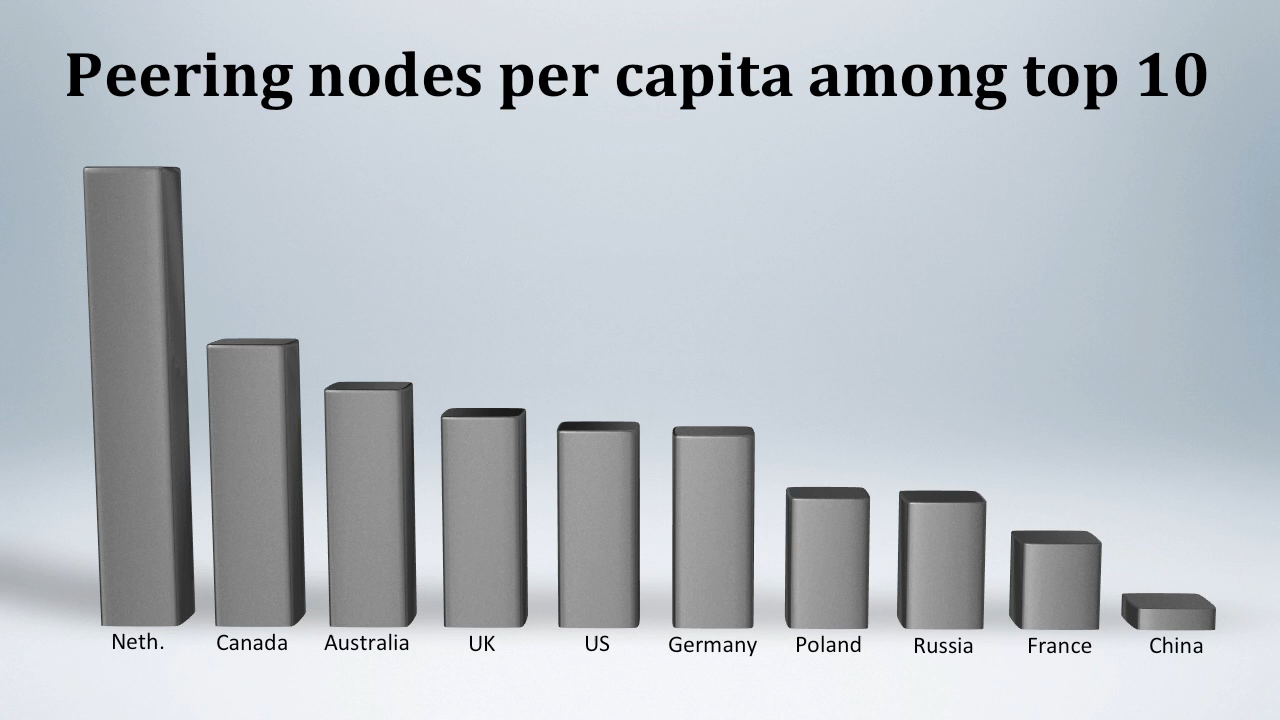 Peering nodes per capita among top 10
Neth. Canada Australia UK US Germany Poland Russia France China